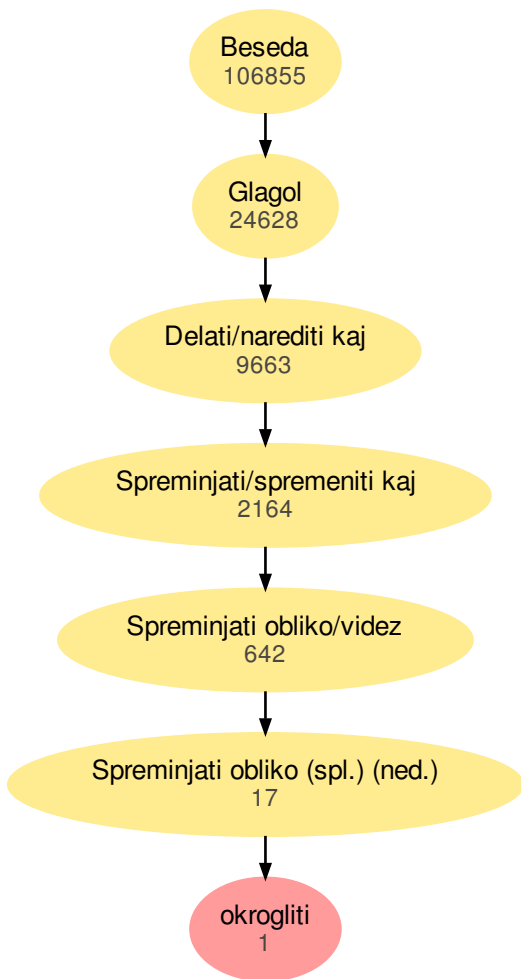 Beseda
106855
Glagol
24628
Delati/narediti kaj
9663
Spreminjati/spremeniti kaj
2164
Spreminjati obliko/videz
642
Spreminjati obliko (spl.) (ned.)
17
okrogliti
1